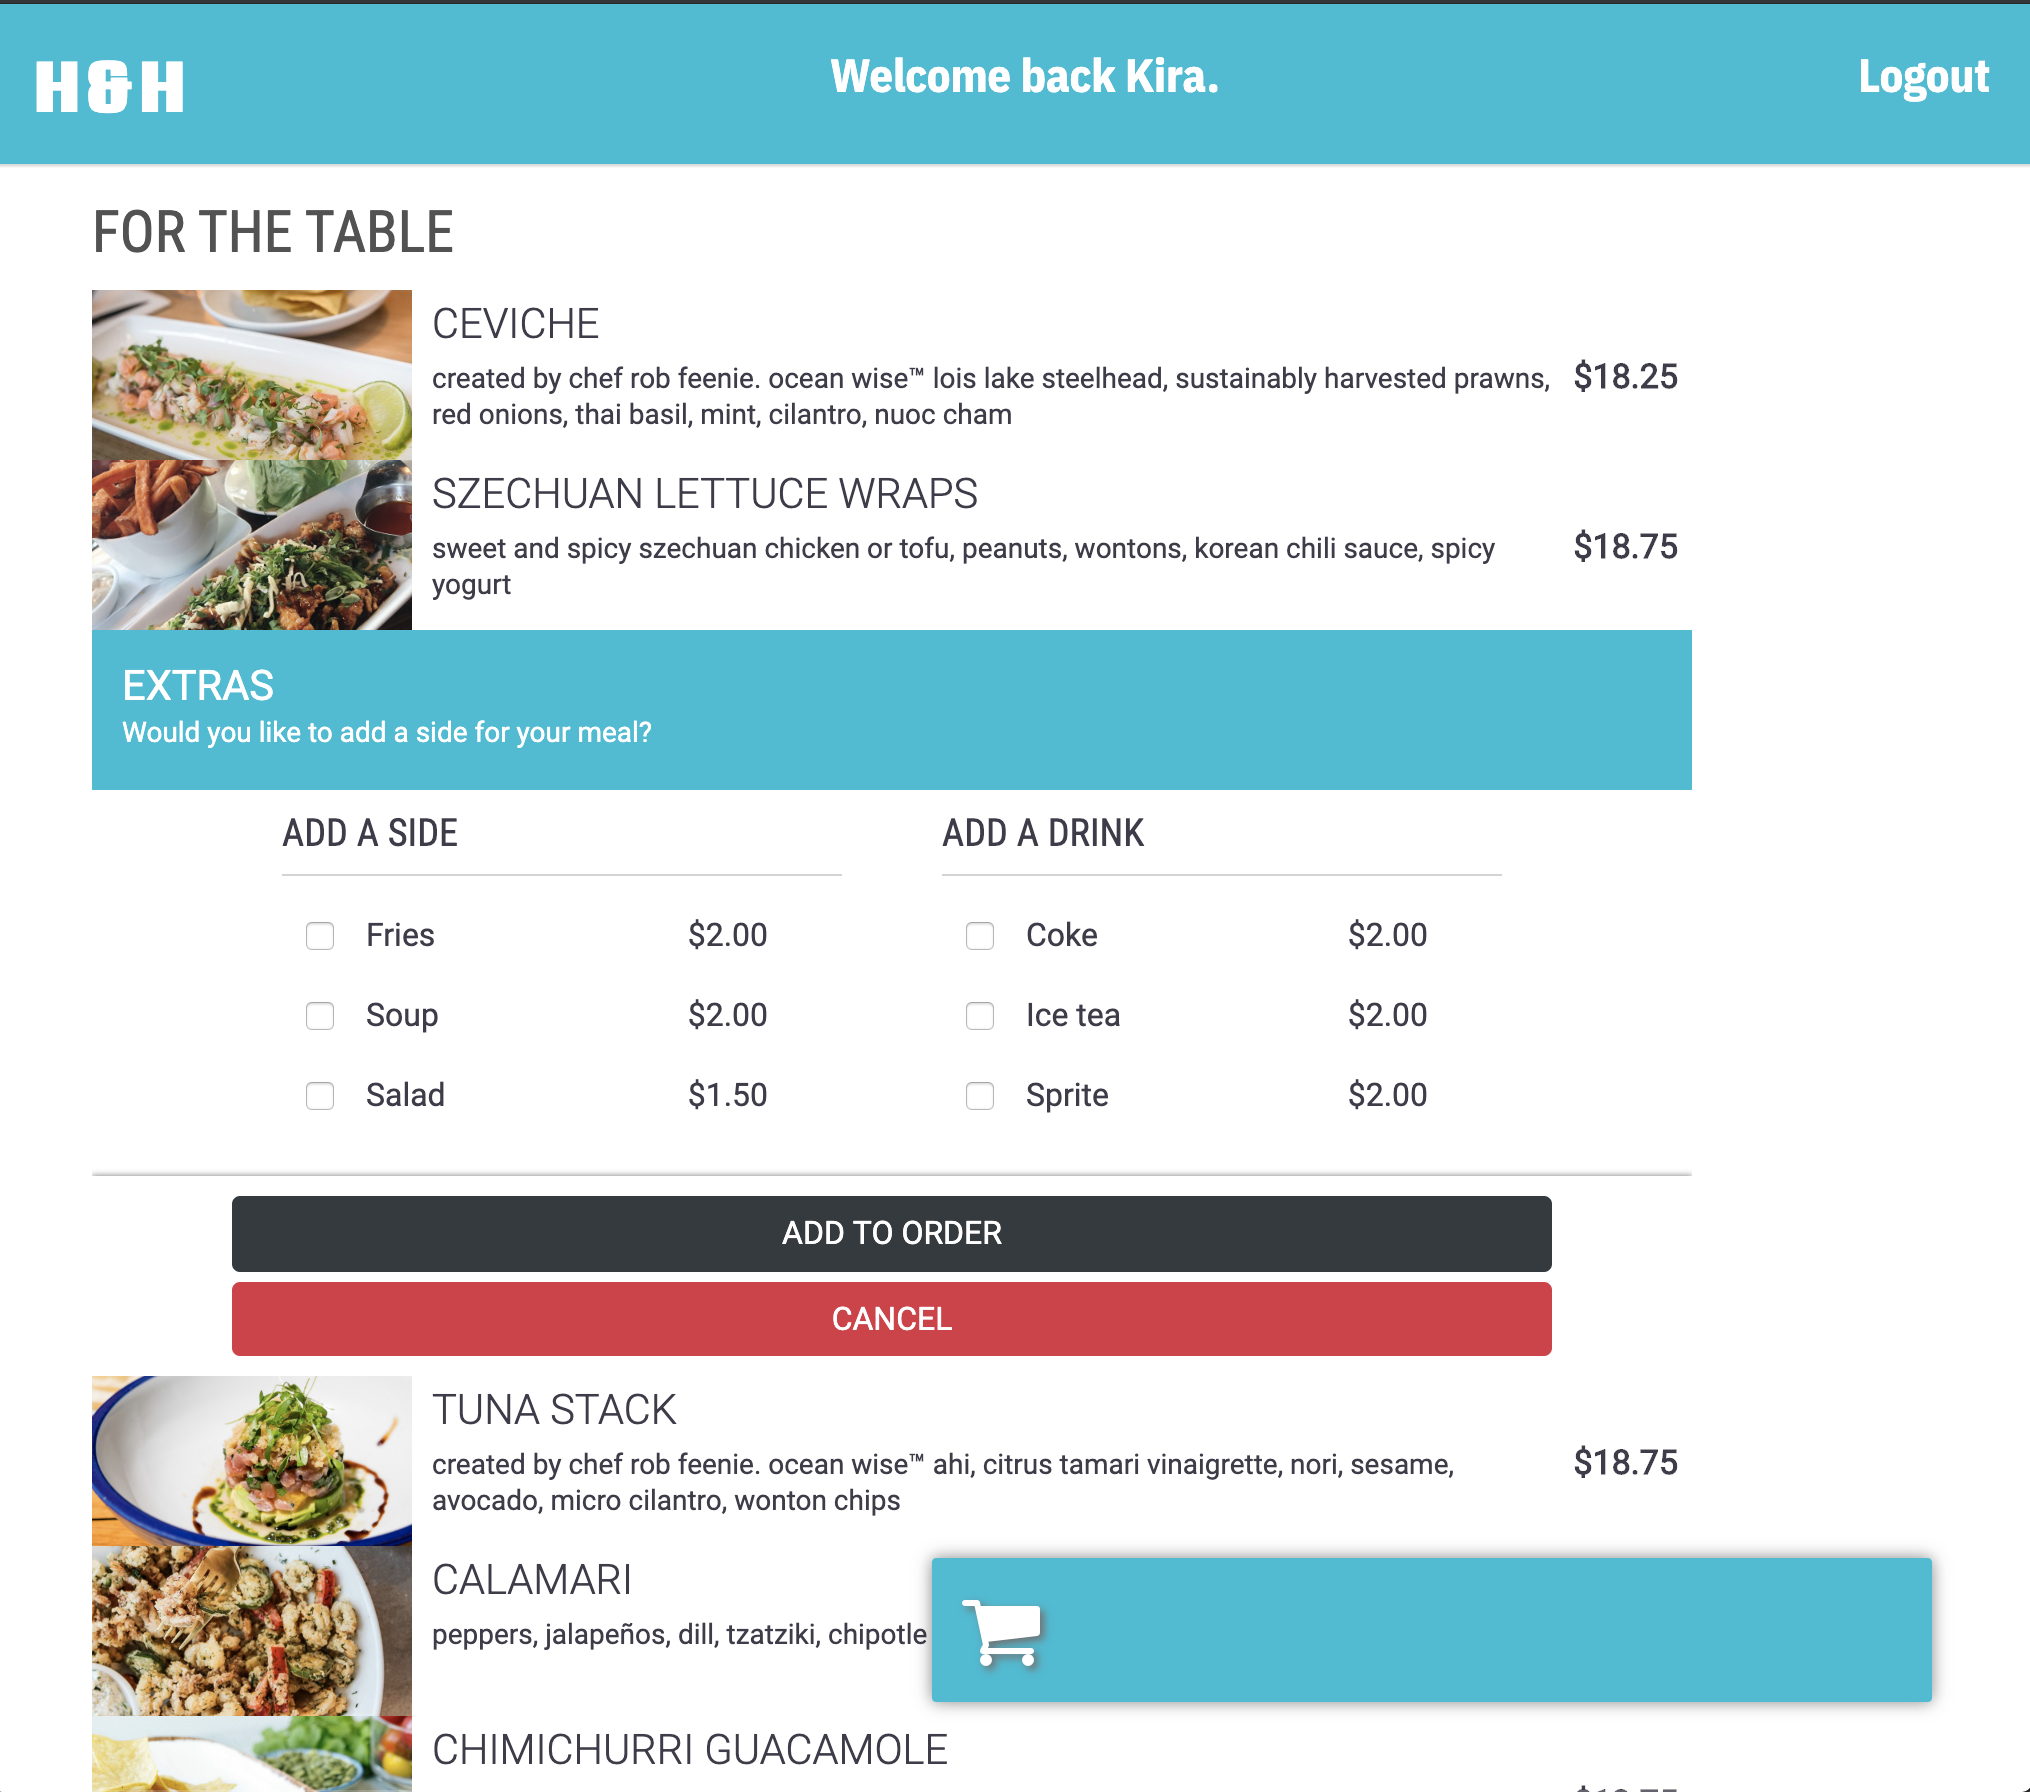 H&H
Welcome back Kira.
Logout
FOR THE TABLE
CEVICHE
created by chef rob feenie. ocean wise™ lois lake steelhead, sustainably harvested prawns,
red onions, thai basil, mint, cilantro, nuoc cham
$18.25
SZECHUAN LETTUCE WRAPS
sweet and spicy szechuan chicken or tofu, peanuts, wontons, korean chili sauce, spicy
yogurt
$18.75
EXTRAS
Would you like to add a side for your meal?
ADD A SIDE
Fries $2.00
Soup $2.00
Salad $1.50
ADD A DRINK
Coke $2.00
Ice tea $2.00
Sprite $2.00
ADD TO ORDER
CANCEL
TUNA STACK
created by chef rob feenie. ocean wise™ ahi, citrus tamari vinaigrette, nori, sesame,
avocado, micro cilantro, wonton chips
$18.75
CALAMARI
peppers, jalapeños, dill, tzatziki, chipotle
CHIMICHURRI GUACAMOLE